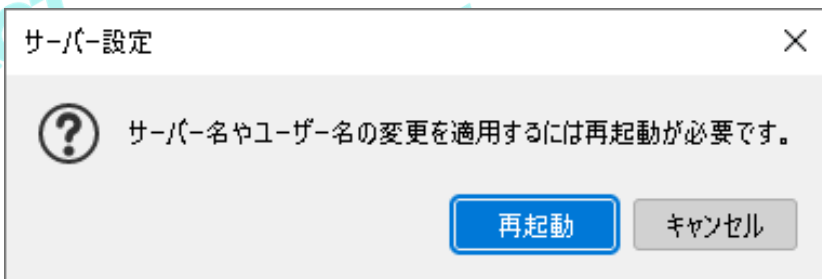 サーバー設定
サーバー名やユーザー名の変更を適用するには再起動が必要です。
再起動
キャンセル